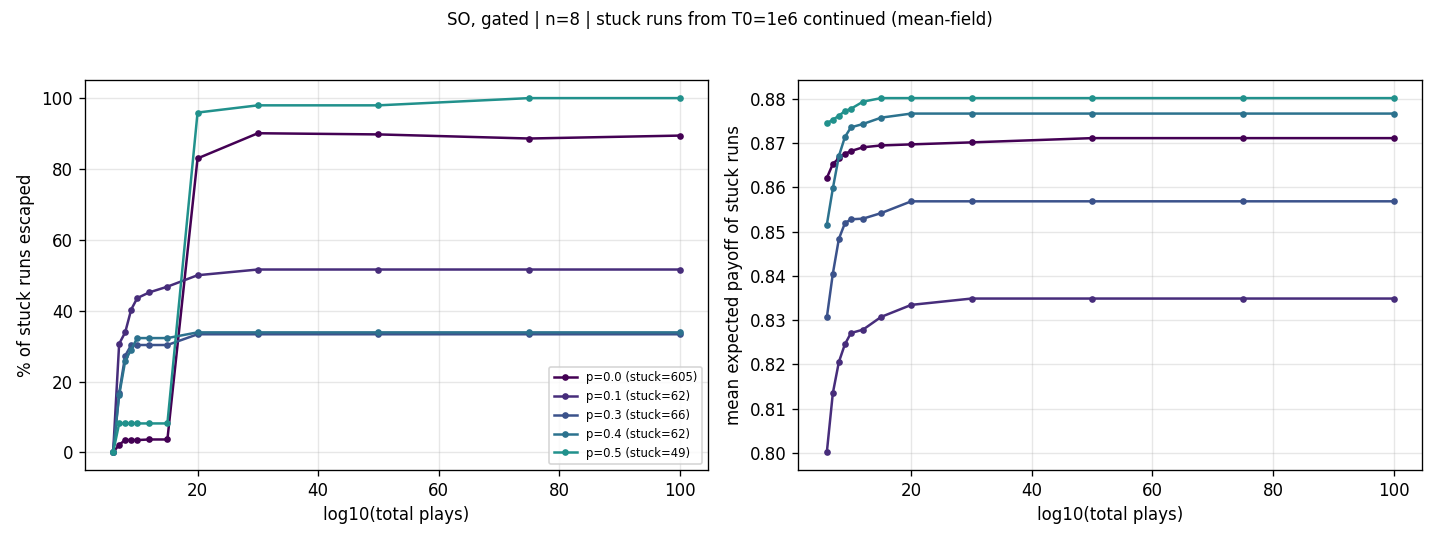 SO, gated | n=8 | stuck runs from T0=1e6 continued (mean-field)
% of stuck runs escaped
100
80
60
40
20
0
20
40
60
80
100
log10(total plays)
p=0.0 (stuck=605)
p=0.1 (stuck=62)
p=0.3 (stuck=66)
p=0.4 (stuck=62)
p=0.5 (stuck=49)
mean expected payoff of stuck runs
0.88
0.87
0.86
0.85
0.84
0.83
0.82
0.81
0.80
20
40
60
80
100
log10(total plays)